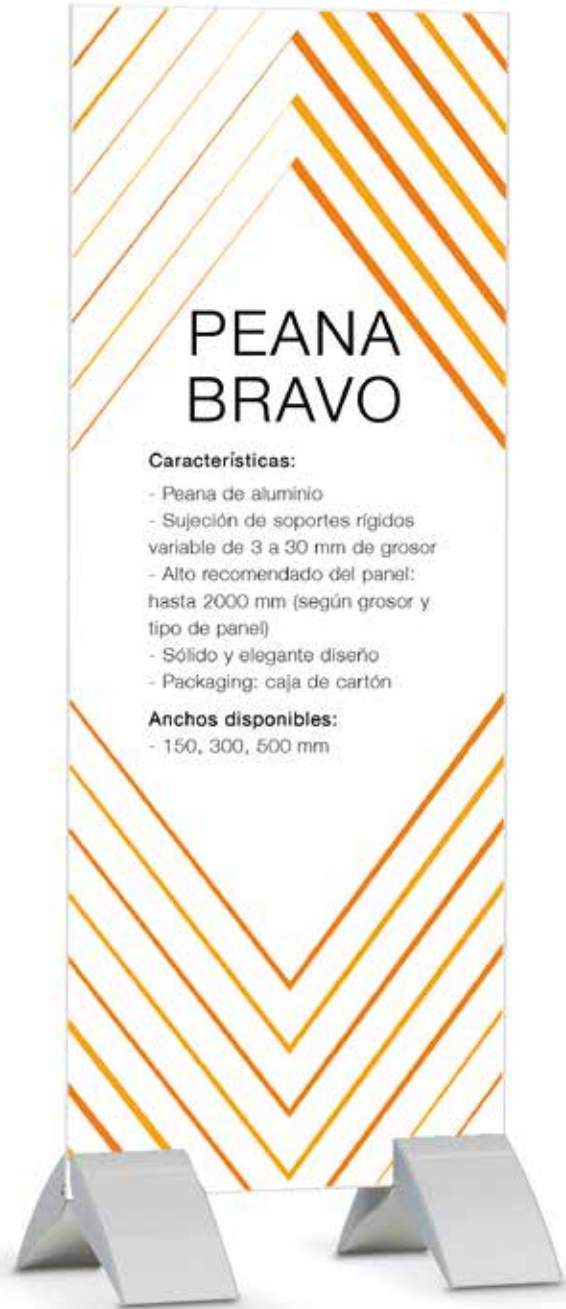 PEANA
BRAVO
Características:
- Peana de aluminio
- Sujeción de soportes rígidos
variable de 3 a 30 mm de grosor
- Alto recomendado del panel:
hasta 2000 mm (según grosor y
tipo de panel)
- Sólido y elegante diseño
- Packaging: caja de cartón
Anchos disponibles:
- 150, 300, 500 mm